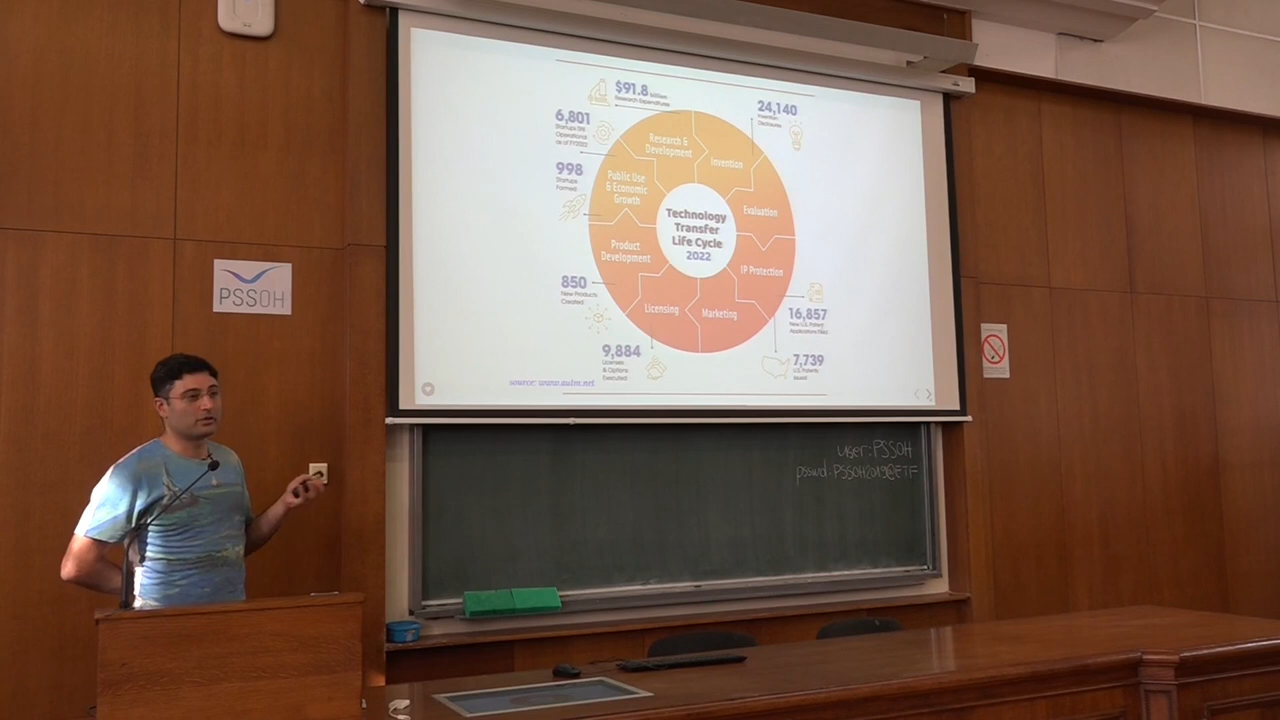 $91.8 Billion
Research Expenditures
24,140
Invention
Disclosures
6,801
Startups Still
Operational
as of FY2022
998
Startups
Formed
Research &
Development
Invention
Public Use
& Economic
Growth
Evaluation
Technology
Transfer
Life Cycle
2022
Product
Development
IP Protection
Licensing
Marketing
850
New Products
Created
16,857
New U.S. Patent
Applications Filed
9,884
Licenses
& Options
Executed
7,739
U.S. Patents
Issued
source: www.autm.net
PSSOH
user:PSSOH
psswd.PSSOH2019@ETF